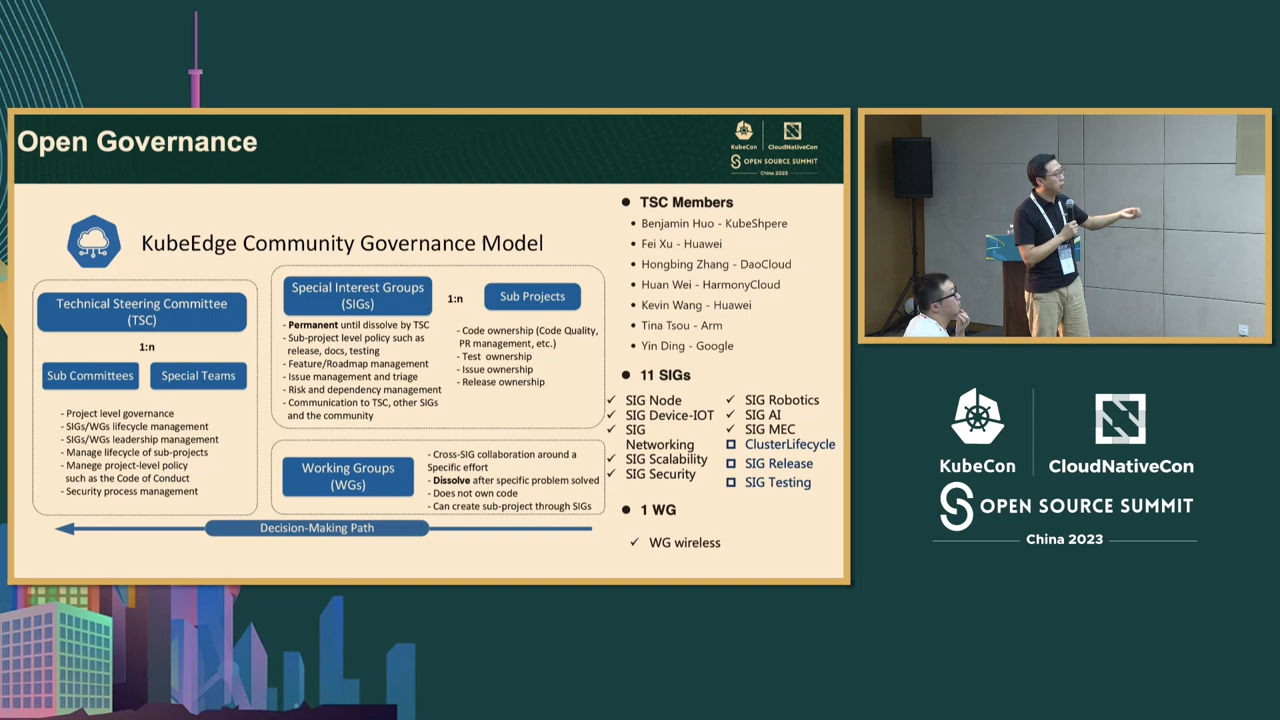 Open Governance
KubeCon
CloudNativeCon
OPEN SOURCE SUMMIT
China 2023
KubeEdge Community Governance Model
Technical Steering Committee
(TSC)
1:n
Sub Committees
Special Teams
- Project level governance
- SIGs/WGs lifecycle management
- SIGs/WGs leadership management
- Manage lifecycle of sub-projects
- Manege project-level policy
such as the Code of Conduct
- Security process management
Special Interest Groups
(SIGs)
1:n
Sub Projects
- Permanent until dissolve by TSC
- Sub-project level policy such as
release, docs, testing
- Feature/Roadmap management
- Issue management and triage
- Risk and dependency management
- Communication to TSC, other SIGs
and the community
- Code ownership (Code Quality,
PR management, etc.)
- Test ownership
- Issue ownership
- Release ownership
Working Groups
(WGs)
- Cross-SIG collaboration around a
Specific effort
- Dissolve after specific problem solved
- Does not own code
- Can create sub-project through SIGs
Decision-Making Path
● TSC Members
• Benjamin Huo - KubeShpere
• Fei Xu - Huawei
• Hongbing Zhang - DaoCloud
• Huan Wei - HarmonyCloud
• Kevin Wang - Huawei
• Tina Tsou - Arm
• Yin Ding - Google
● 11 SIGs
✓ SIG Node
✓ SIG Device-IOT
✓ SIG
Networking
✓ SIG Scalability
✓ SIG Security
✓ SIG Robotics
✓ SIG AI
✓ SIG MEC
□ ClusterLifecycle
□ SIG Release
□ SIG Testing
● 1 WG
✓ WG wireless
KubeCon
CloudNativeCon
OPEN SOURCE SUMMIT
China 2023